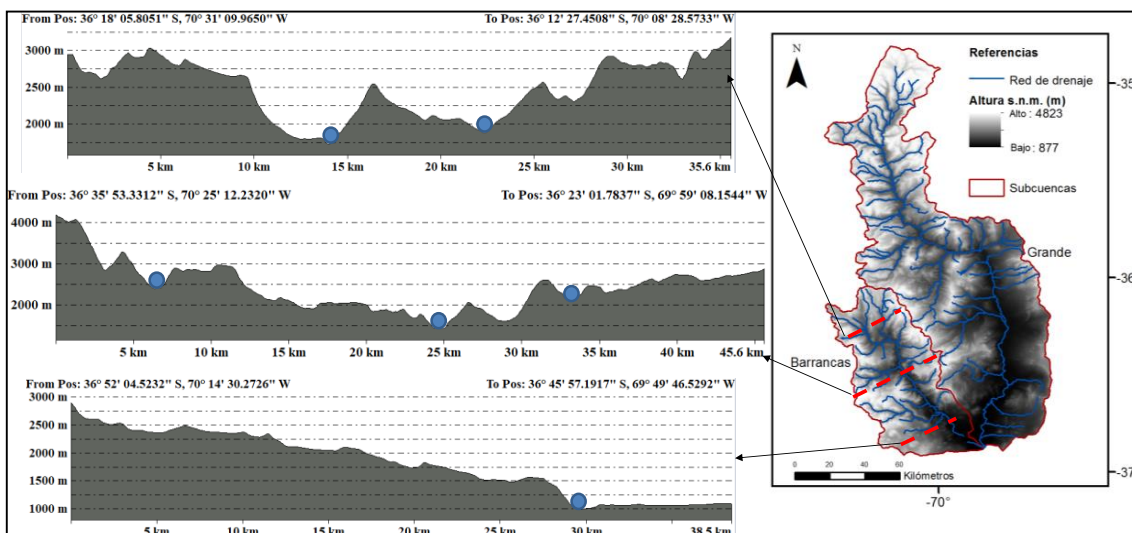 From Pos: 36° 18' 05.8051" S, 70° 31' 09.9650" W To Pos: 36° 12' 27.4508" S, 70° 08' 28.5733" W
3000 m
2500 m
2000 m
5 km 10 km 15 km 20 km 25 km 30 km 35.6 km
From Pos: 36° 35' 53.3312" S, 70° 25' 12.2320" W To Pos: 36° 23' 01.7837" S, 69° 59' 08.1544" W
4000 m
3000 m
2000 m
5 km 10 km 15 km 20 km 25 km 30 km 35 km 40 km 45.6 km
From Pos: 36° 52' 04.5232" S, 70° 14' 30.2726" W To Pos: 36° 45' 57.1917" S, 69° 49' 46.5292" W
3000 m
2500 m
2000 m
1500 m
1000 m
5 km 10 km 15 km 20 km 25 km 30 km 38.5 km
N
Referencias
Red de drenaje
Altura s.n.m. (m)
Alto : 4823
Bajo : 877
Subcuencas
Grande
Barrancas
0 20 40 60
Kilómetros
-35
-36
-37
-70°